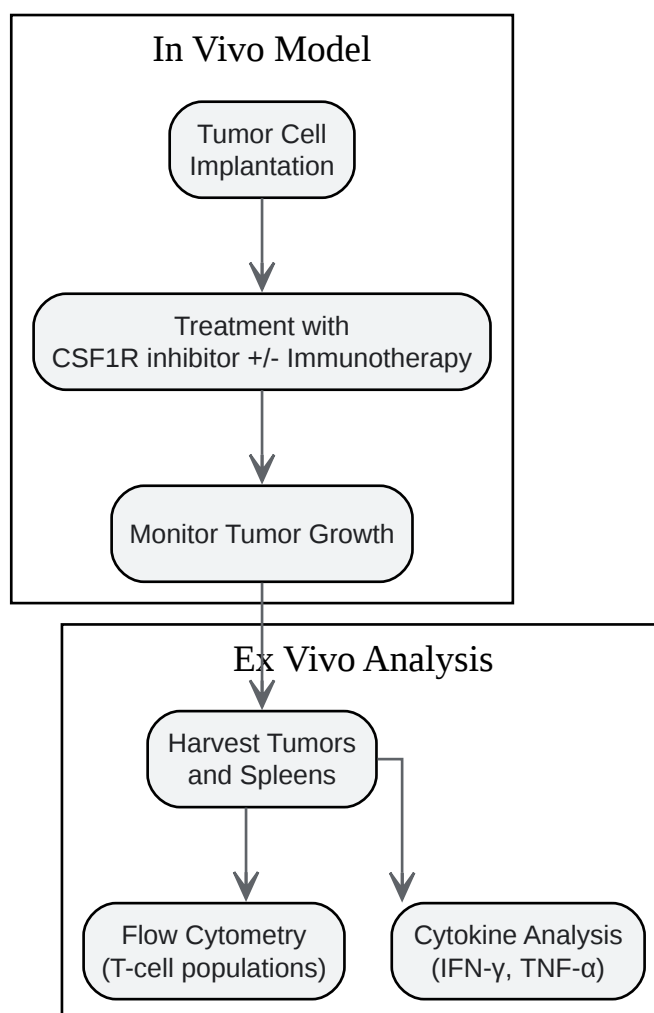 In Vivo Model
Tumor Cell
Implantation
Treatment with
CSF1R inhibitor +/- Immunotherapy
Monitor Tumor Growth
Ex Vivo Analysis
Harvest Tumors
and Spleens
Flow Cytometry
(T-cell populations)
Cytokine Analysis
(IFN-γ, TNF-α)